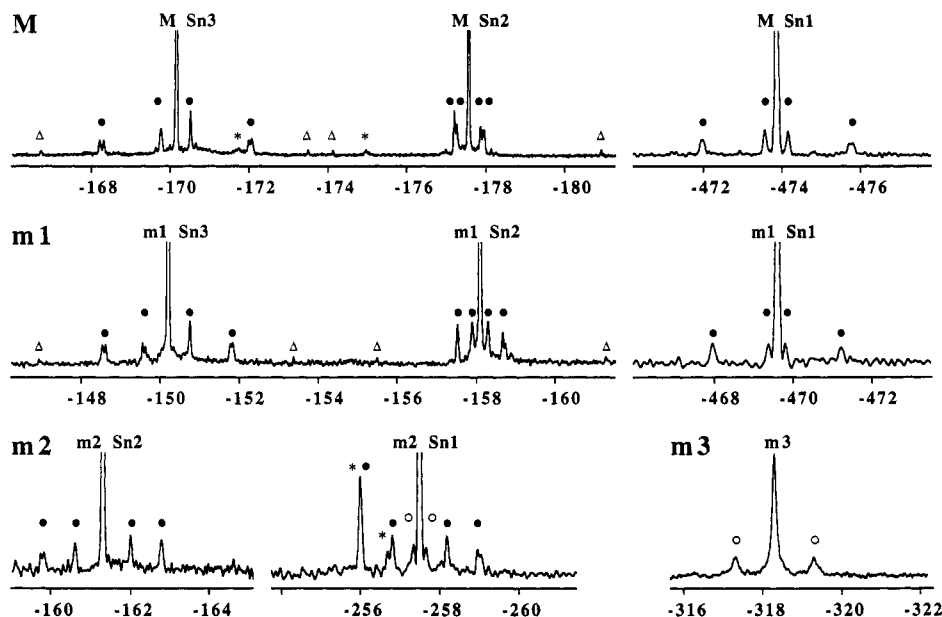 M
M Sn3 M Sn2 M Sn1
-168 -170 -172 -174 -176 -178 -180 -472 -474 -476
m1
m1 Sn3 m1 Sn2 m1 Sn1
-148 -150 -152 -154 -156 -158 -160 -468 -470 -472
m2
m2 Sn2 m2 Sn1
m3
m3
-160 -162 -164 -256 -258 -260 -316 -318 -320 -322